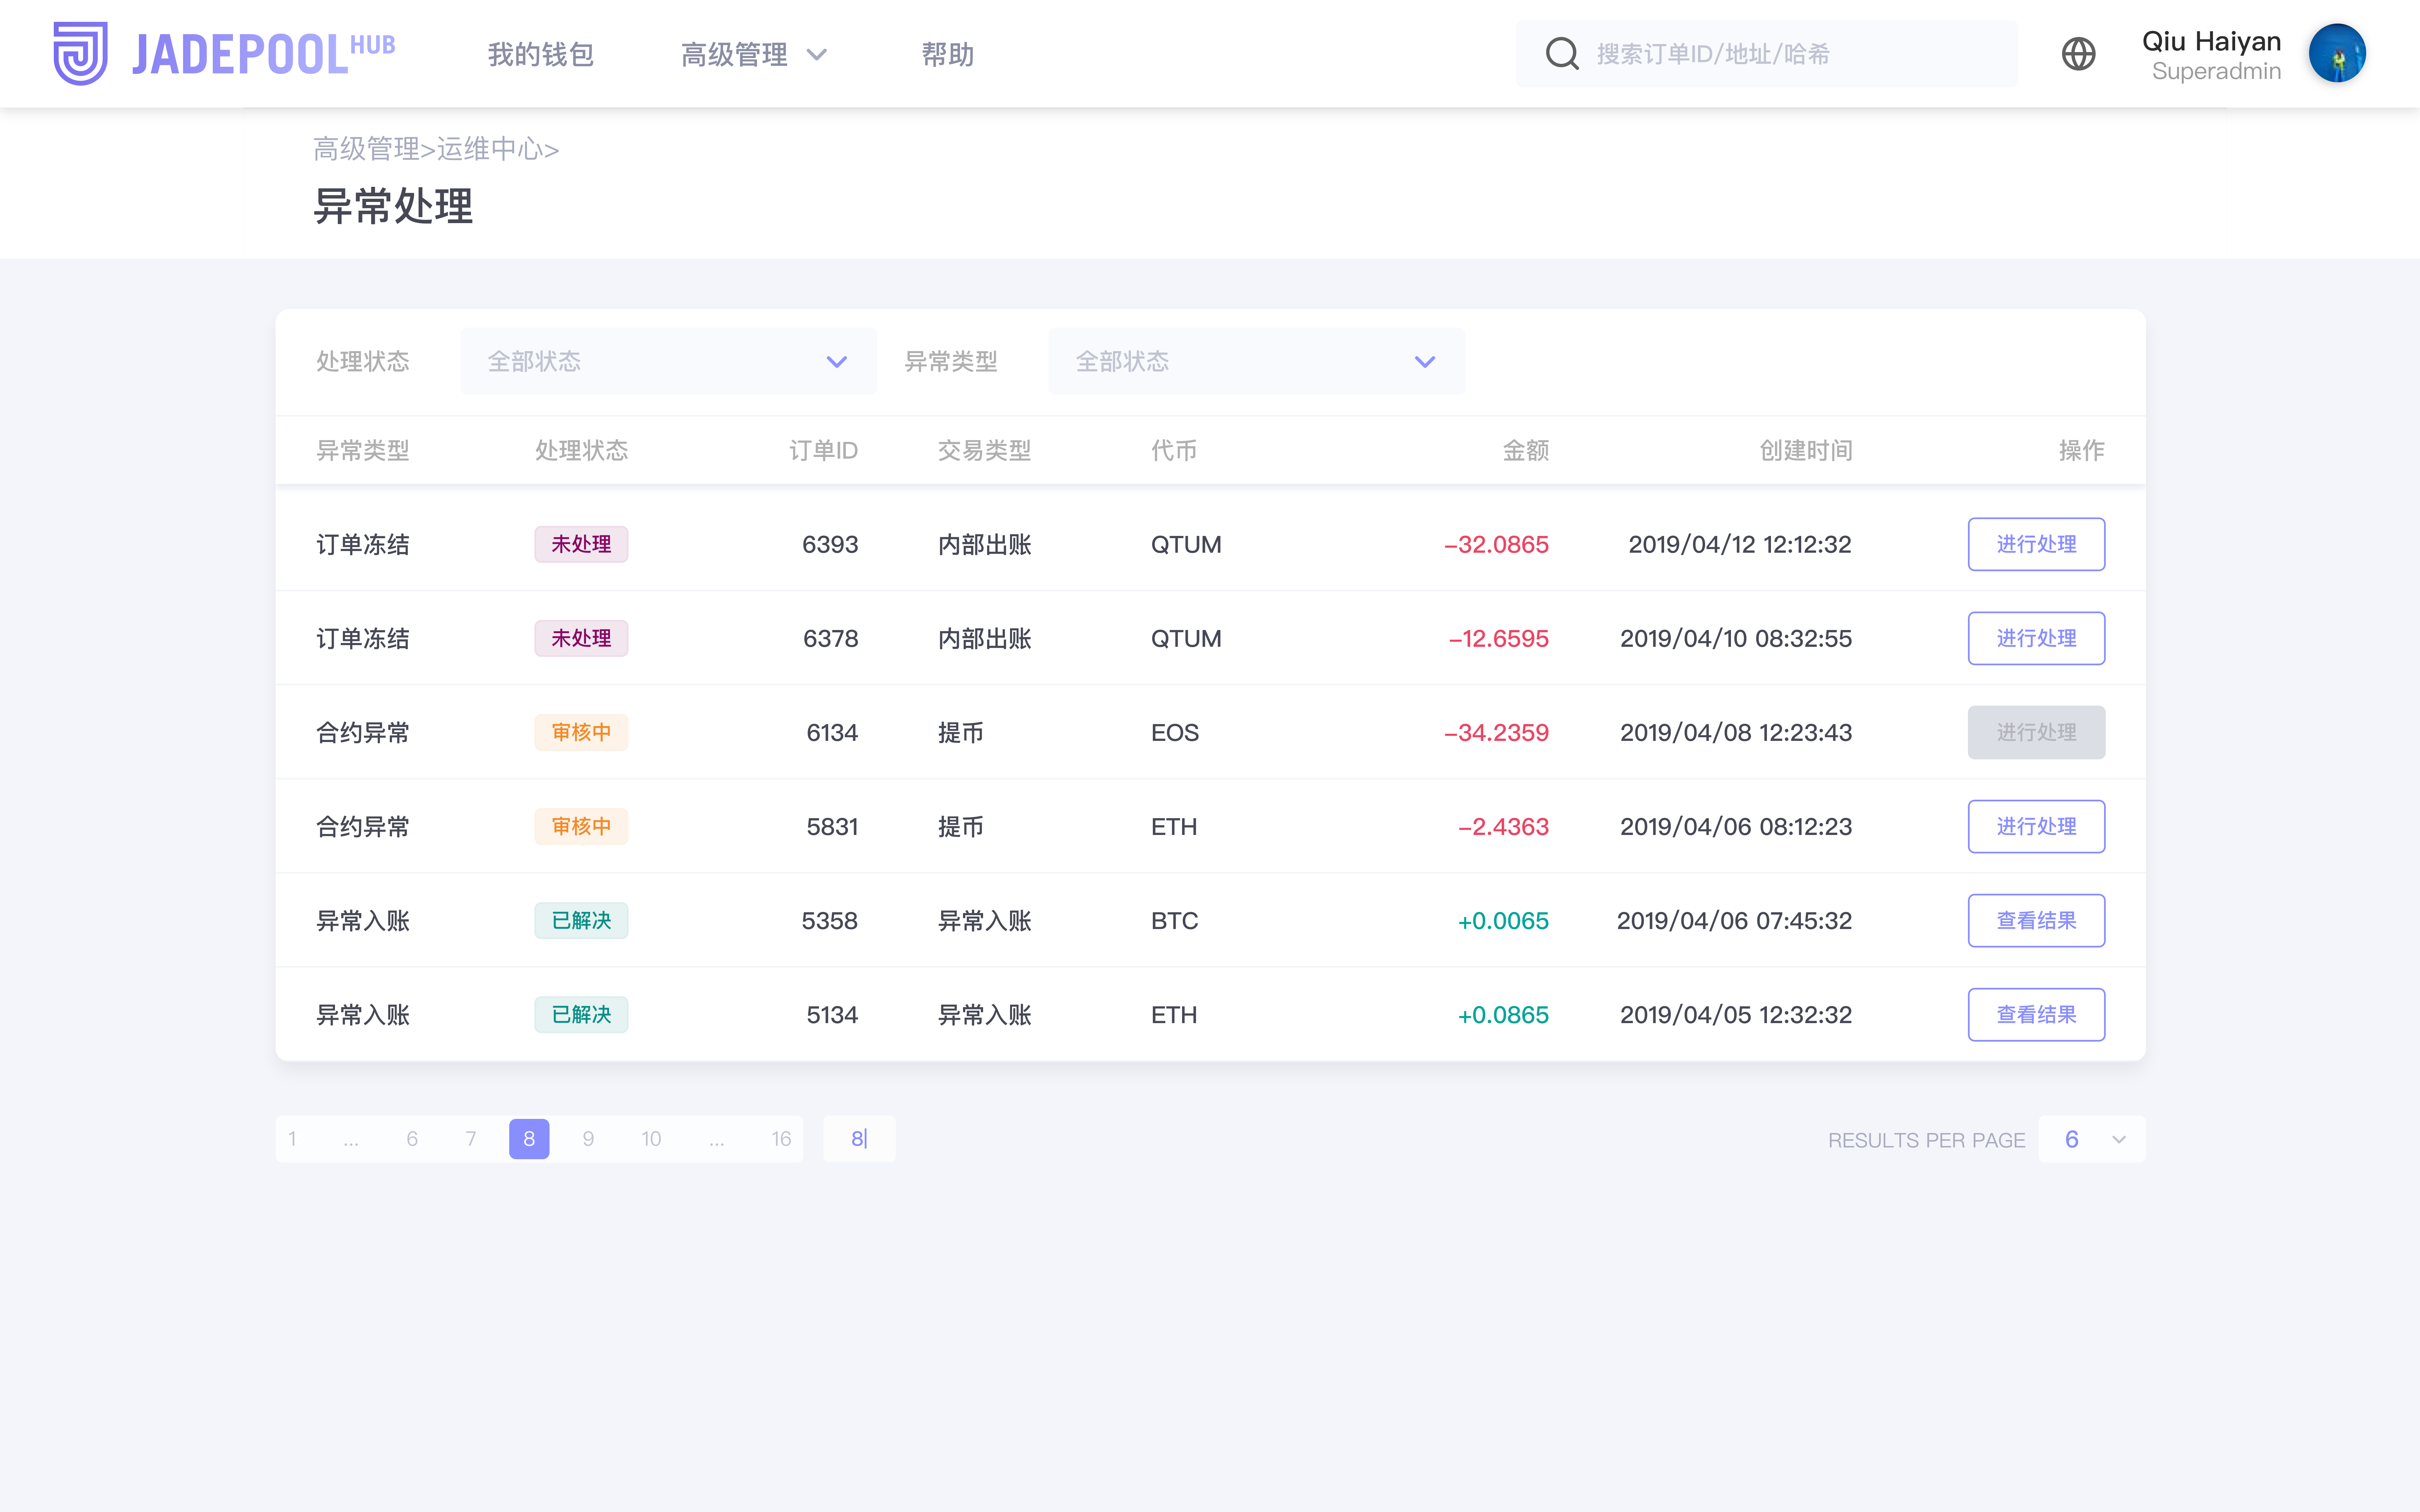 JADEPOOL HUB 我的钱包 高级管理 帮助 搜索订单ID/地址/哈希 Qiu Haiyan
Superadmin
高级管理>运维中心>
异常处理
处理状态 全部状态 异常类型 全部状态
异常类型 处理状态 订单ID 交易类型 代币 金额 创建时间 操作
订单冻结 未处理 6393 内部出账 QTUM -32.0865 2019/04/12 12:12:32 进行处理
订单冻结 未处理 6378 内部出账 QTUM -12.6595 2019/04/10 08:32:55 进行处理
合约异常 审核中 6134 提币 EOS -34.2359 2019/04/08 12:23:43 进行处理
合约异常 审核中 5831 提币 ETH -2.4363 2019/04/06 08:12:23 进行处理
异常入账 已解决 5358 异常入账 BTC +0.0065 2019/04/06 07:45:32 查看结果
异常入账 已解决 5134 异常入账 ETH +0.0865 2019/04/05 12:32:32 查看结果
1 ... 6 7 8 9 10 ... 16 8 RESULTS PER PAGE 6